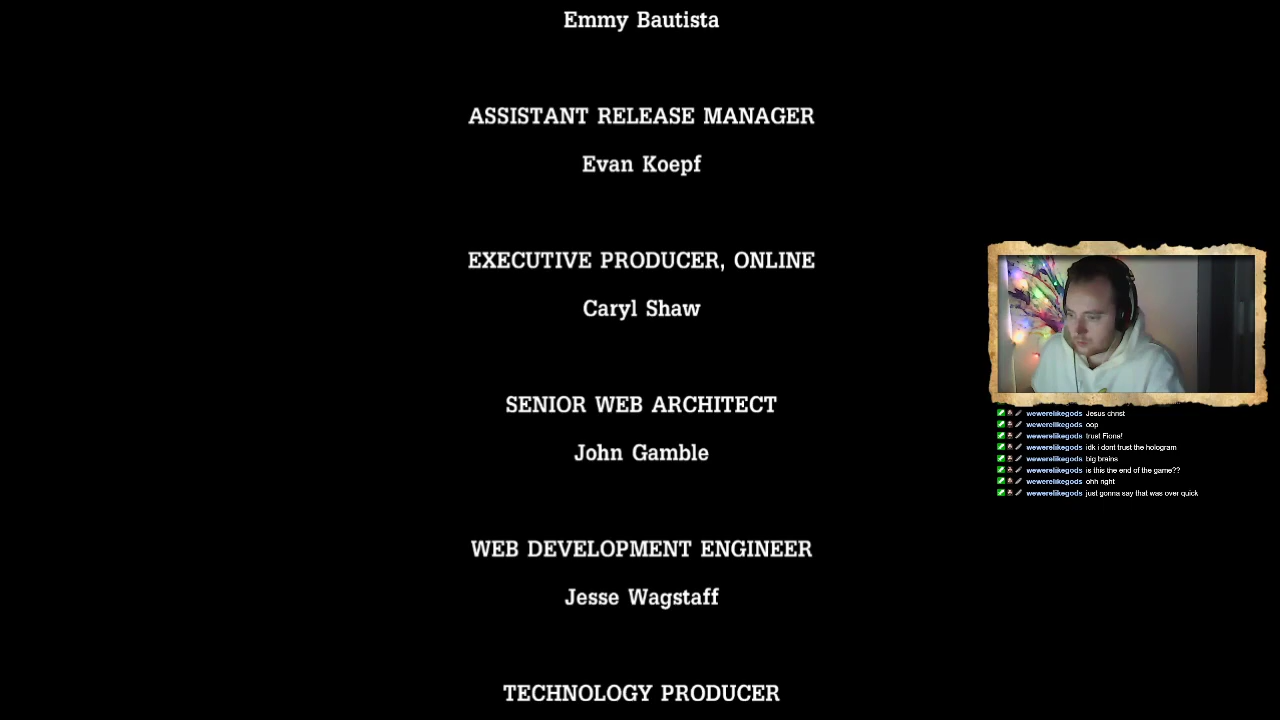 Emmy Bautista
ASSISTANT RELEASE MANAGER
Evan Koepf
EXECUTIVE PRODUCER, ONLINE
Caryl Shaw
SENIOR WEB ARCHITECT
John Gamble
WEB DEVELOPMENT ENGINEER
Jesse Wagstaff
TECHNOLOGY PRODUCER
wewerelikegods Jesus christ
wewerelikegods oop
wewerelikegods trust Fiona!
wewerelikegods idk i dont trust the hologram
wewerelikegods big brains
wewerelikegods is this the end of the game??
wewerelikegods ohh right
wewerelikegods just gonna say that was over quick